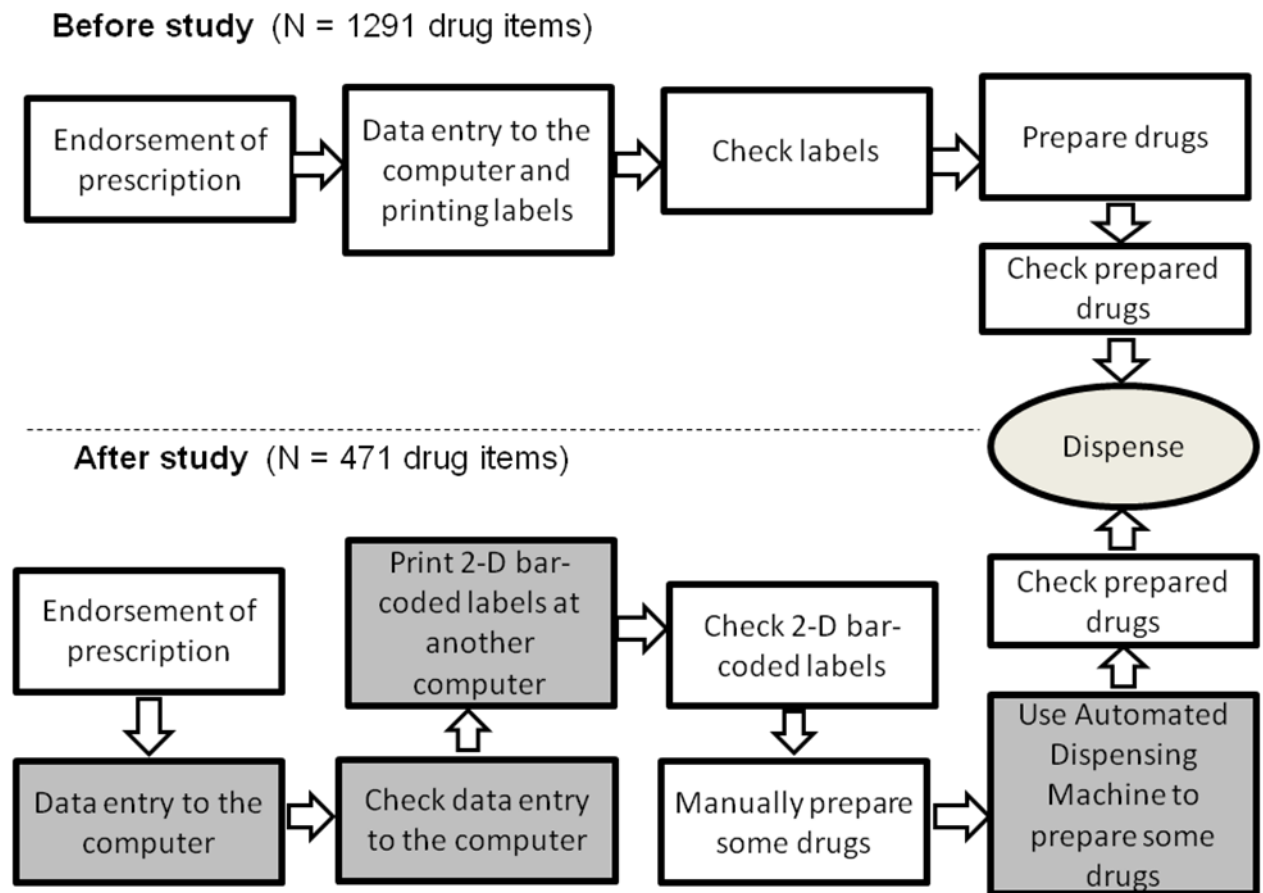 Before study (N = 1291 drug items)
Endorsement of
prescription
Data entry to the
computer and
printing labels
Check labels
Prepare drugs
Check prepared
drugs
Dispense
After study (N = 471 drug items)
Endorsement of
prescription
Data entry to the
computer
Check data entry
to the computer
Print 2-D bar-
coded labels at
another
computer
Check 2-D bar-
coded labels
Manually prepare
some drugs
Use Automated
Dispensing
Machine to
prepare some
drugs
Check prepared
drugs